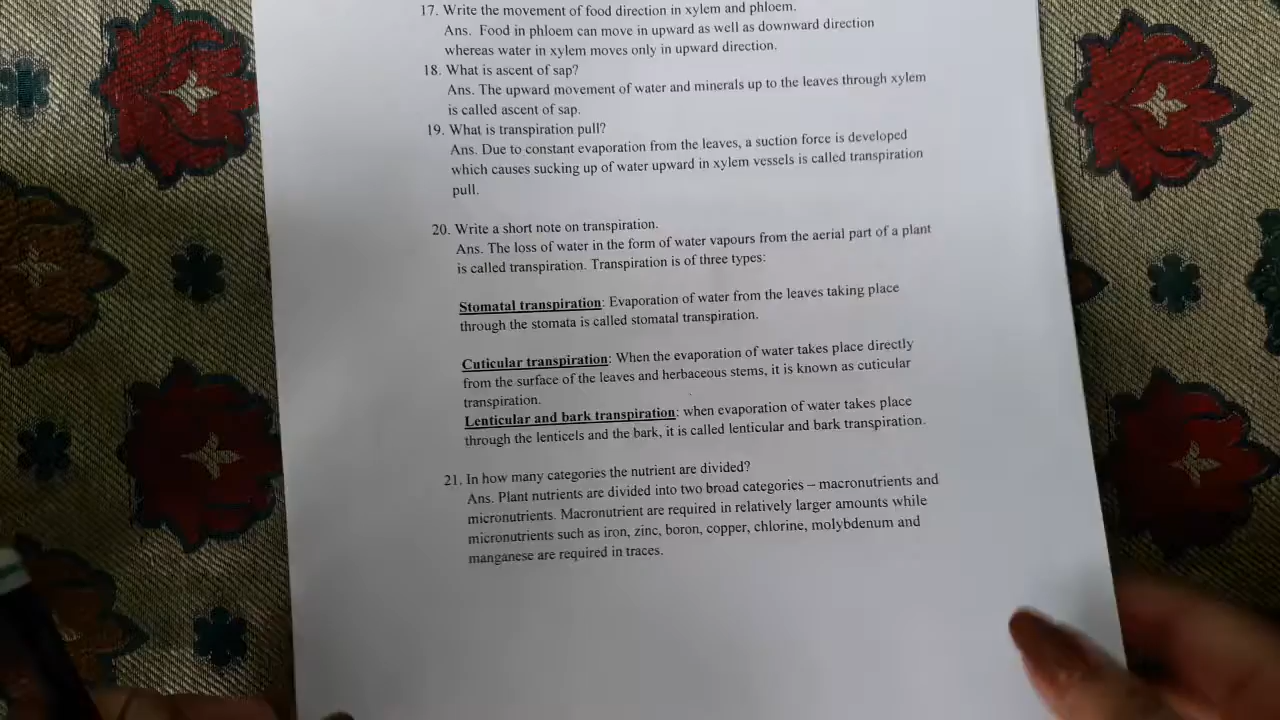 17. Write the movement of food direction in xylem and phloem.
Ans. Food in phloem can move in upward as well as downward direction
whereas water in xylem moves only in upward direction.
18. What is ascent of sap?
Ans. The upward movement of water and minerals up to the leaves through xylem
is called ascent of sap.
19. What is transpiration pull?
Ans. Due to constant evaporation from the leaves, a suction force is developed
which causes sucking up of water upward in xylem vessels is called transpiration
pull.
20. Write a short note on transpiration.
Ans. The loss of water in the form of water vapours from the aerial part of a plant
is called transpiration. Transpiration is of three types:
Stomatal transpiration: Evaporation of water from the leaves taking place
through the stomata is called stomatal transpiration.
Cuticular transpiration: When the evaporation of water takes place directly
from the surface of the leaves and herbaceous stems, it is known as cuticular
transpiration.
Lenticular and bark transpiration: when evaporation of water takes place
through the lenticels and the bark, it is called lenticular and bark transpiration.
21. In how many categories the nutrient are divided?
Ans. Plant nutrients are divided into two broad categories – macronutrients and
micronutrients. Macronutrient are required in relatively larger amounts while
micronutrients such as iron, zinc, boron, copper, chlorine, molybdenum and
manganese are required in traces.